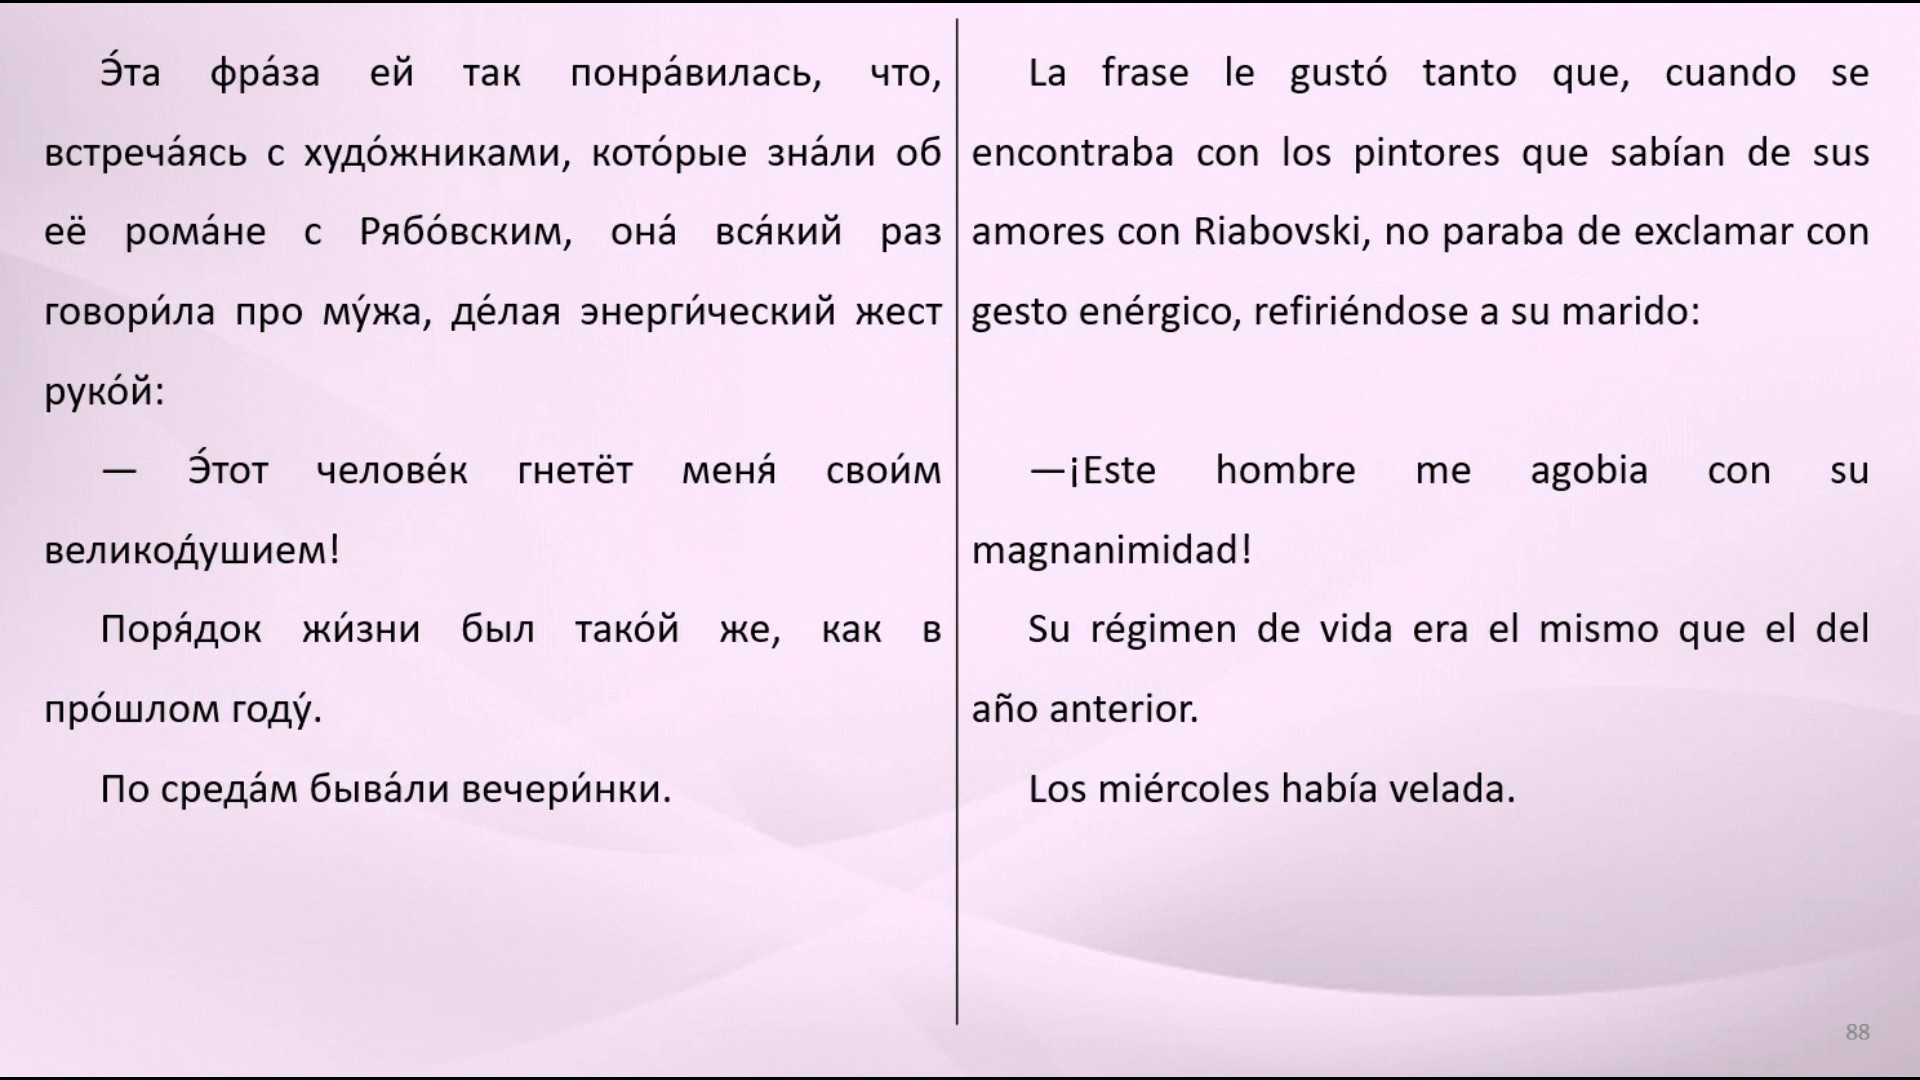 Э́та фра́за ей так понра́вилась, что,
встреча́ясь с худо́жниками, кото́рые зна́ли об
её рома́не с Рябо́вским, она́ вся́кий раз
говори́ла про му́жа, де́лая энерги́ческий жест
руко́й:
— Э́тот челове́к гнетёт меня́ свои́м
великод́ушием!
Поря́док жи́зни был тако́й же, как в
про́шлом году́.
По среда́м быва́ли вечери́нки.
La frase le gustó tanto que, cuando se
encontraba con los pintores que sabían de sus
amores con Riabovski, no paraba de exclamar con
gesto enérgico, refiriéndose a su marido:
—¡Este hombre me agobia con su
magnanimidad!
Su régimen de vida era el mismo que el del
año anterior.
Los miércoles había velada.
88